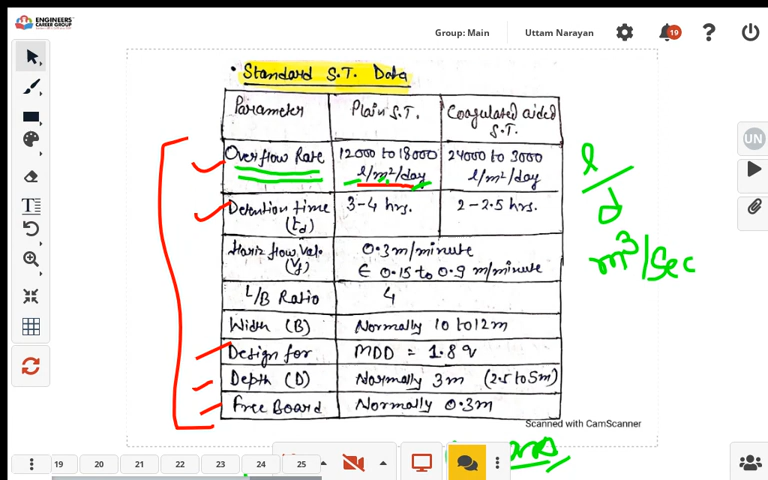 ENGINEERS
CAREER GROUP
Group: Main
Uttam Narayan
19
UN
• Standard S.T. Data
Parameter Plain S.T. Coagulated aided S.T.
Overflow Rate 12000 to 18000 l/m²/day 24000 to 3000 l/m²/day
Detention time (td) 3-4 hrs. 2-2.5 hrs.
Horiz flow Vel. (Vf) 0.3m/minute
∈ 0.15 to 0.9 m/minute
L/B Ratio 4
Width (B) Normally 10 to 12m
Design for MDD = 1.8 q
Depth (D) Normally 3m (2.5 to 5m)
Free Board Normally 0.3m
l/d
m³/Sec
Scanned with CamScanner
19 20 21 22 23 24 25